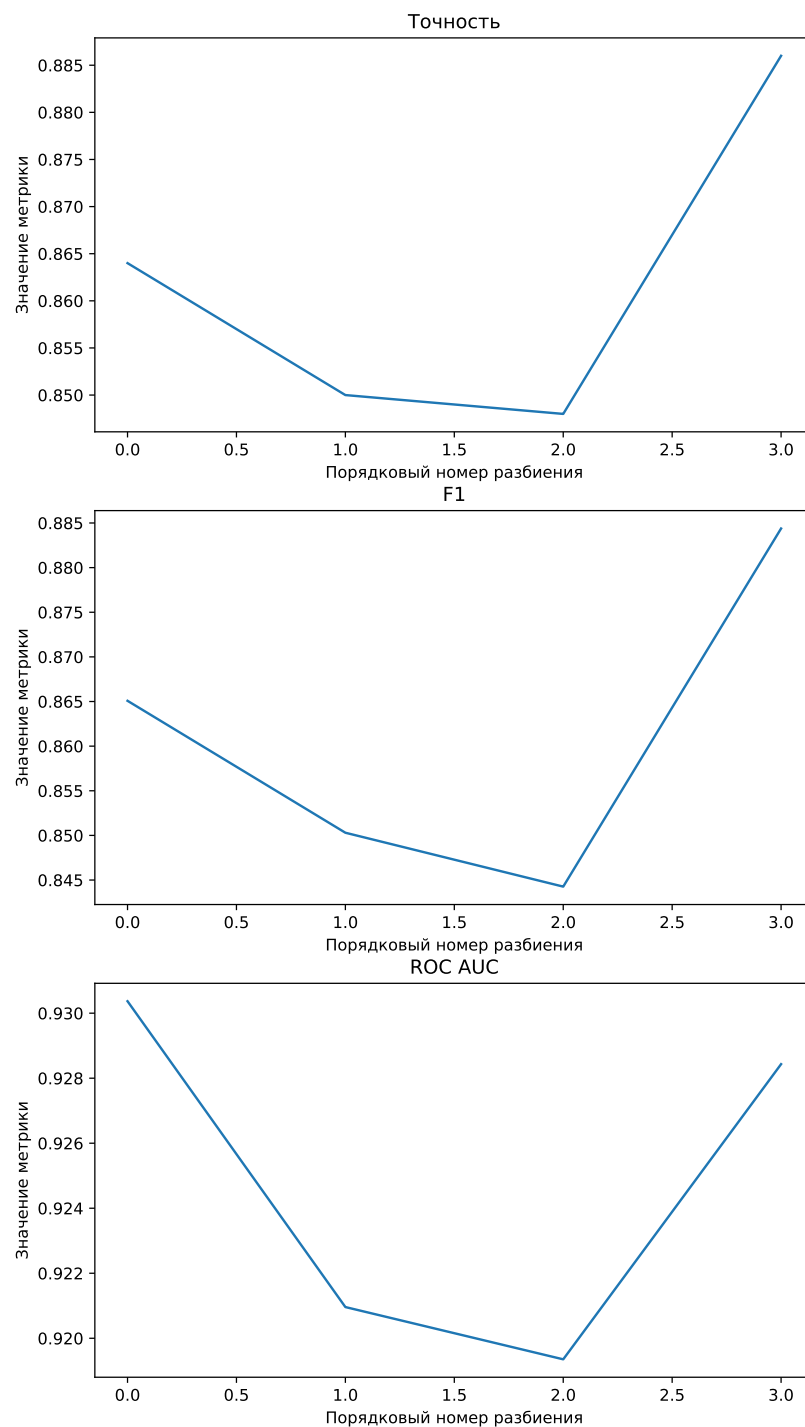 Точность
0.885
0.880
0.875
0.870
0.865
0.860
0.855
0.850
Значение метрики
0.0 0.5 1.0 1.5 2.0 2.5 3.0
Порядковый номер разбиения
F1
0.885
0.880
0.875
0.870
0.865
0.860
0.855
0.850
0.845
Значение метрики
0.0 0.5 1.0 1.5 2.0 2.5 3.0
Порядковый номер разбиения
ROC AUC
0.930
0.928
0.926
0.924
0.922
0.920
Значение метрики
0.0 0.5 1.0 1.5 2.0 2.5 3.0
Порядковый номер разбиения